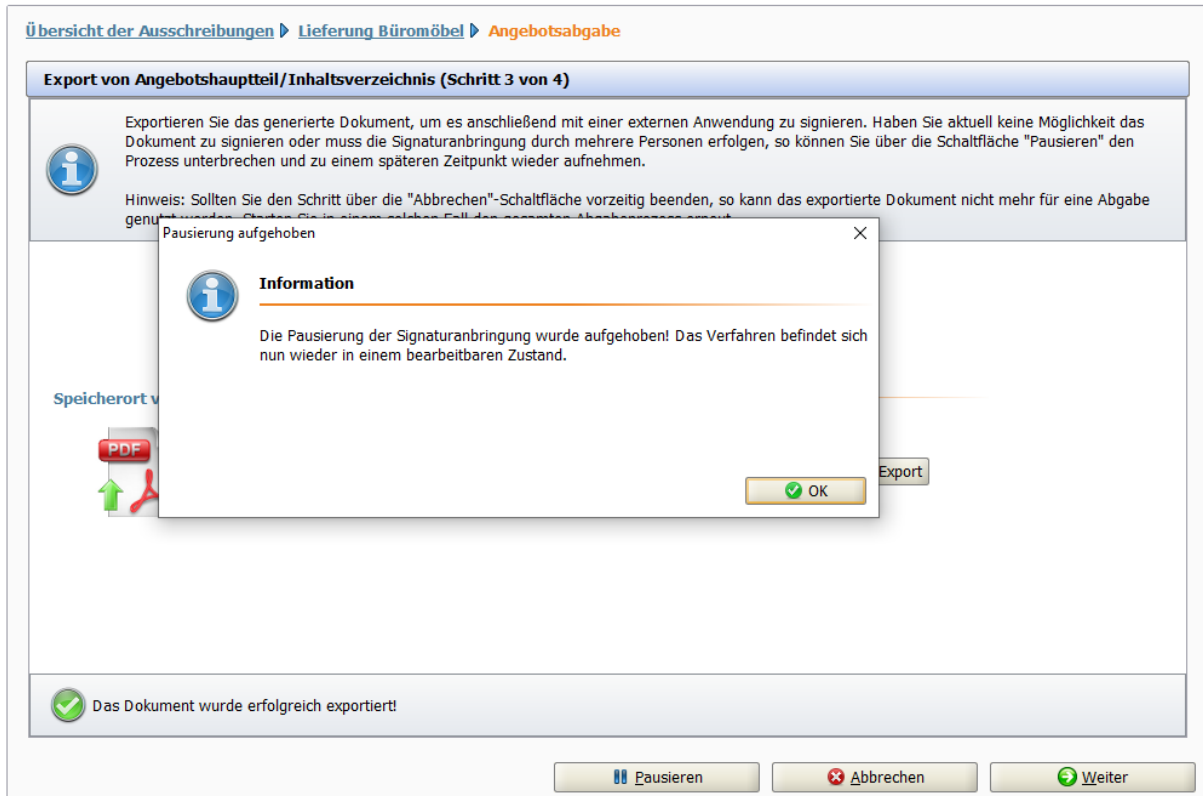 Übersicht der Ausschreibungen Lieferung Büromöbel Angebotsabgabe
Export von Angebotshauptteil/Inhaltsverzeichnis (Schritt 3 von 4)
Exportieren Sie das generierte Dokument, um es anschließend mit einer externen Anwendung zu signieren. Haben Sie aktuell keine Möglichkeit das
Dokument zu signieren oder muss die Signaturanbringung durch mehrere Personen erfolgen, so können Sie über die Schaltfläche "Pausieren" den
Prozess unterbrechen und zu einem späteren Zeitpunkt wieder aufnehmen.
Hinweis: Sollten Sie den Schritt über die "Abbrechen"-Schaltfläche vorzeitig beenden, so kann das exportierte Dokument nicht mehr für eine Abgabe
Pausierung aufgehoben
Information
Die Pausierung der Signaturanbringung wurde aufgehoben! Das Verfahren befindet sich
nun wieder in einem bearbeitbaren Zustand.
OK
Speicherort
PDF
Export
Das Dokument wurde erfolgreich exportiert!
Pausieren Abbrechen Weiter